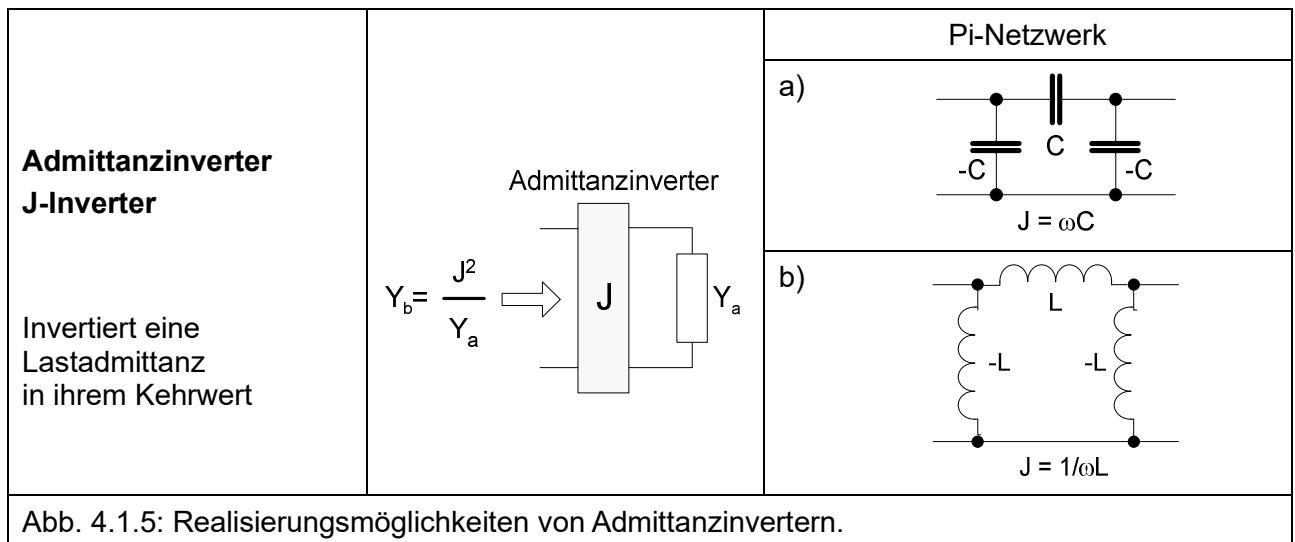 Admittanzinverter
J-Inverter
Invertiert eine
Lastadmittanz
in ihrem Kehrwert
Admittanzinverter
Y_b= J²/Y_a
J
Y_a
Pi-Netzwerk
a)
C
-C
-C
J = ωC
b)
L
-L
-L
J = 1/ωL
Abb. 4.1.5: Realisierungsmöglichkeiten von Admittanzinvertern.